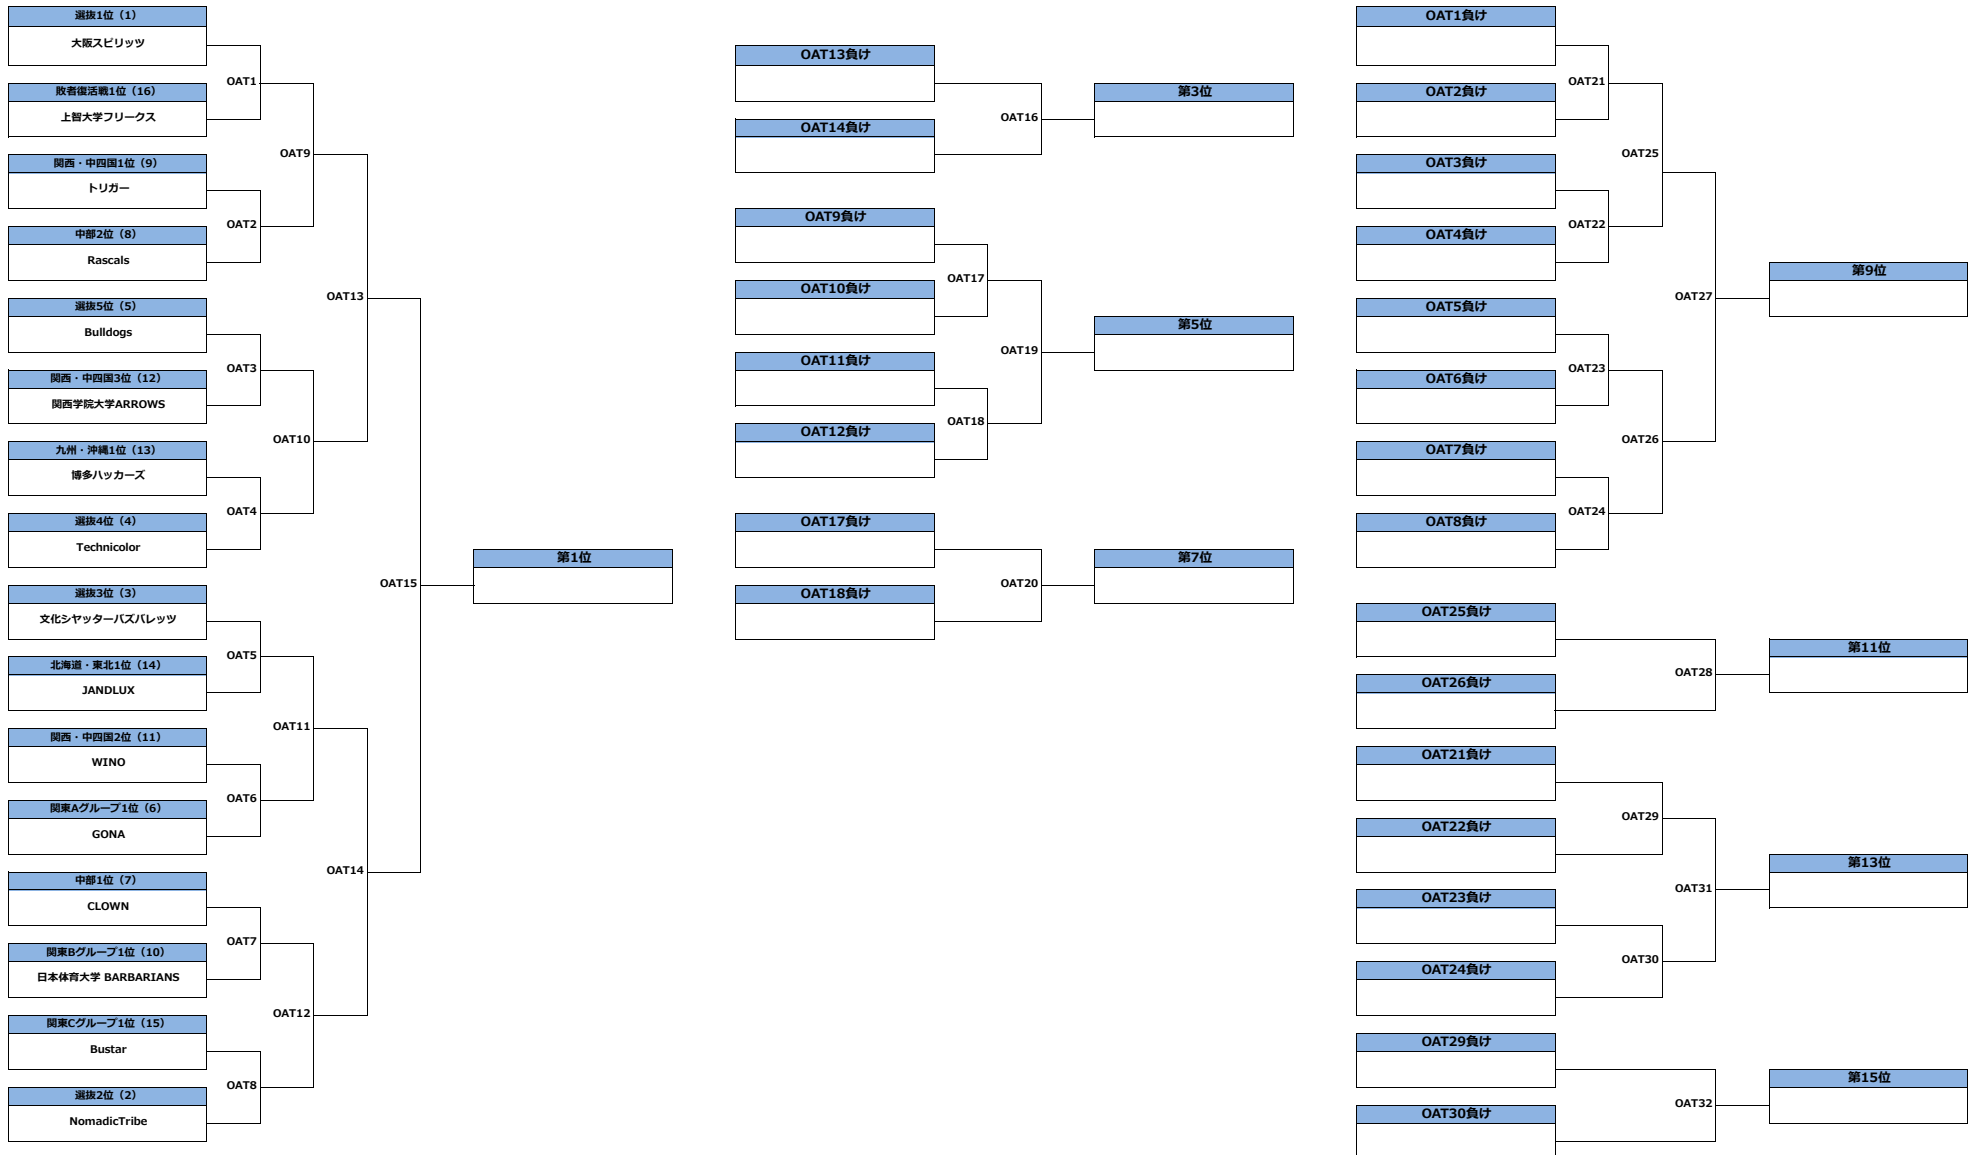 選抜1位（1）
大阪スピリッツ
OAT1
敗者復活戦1位（16）
上智大学フリークス
OAT9
関西・中四国1位（9）
トリガー
OAT2
中部2位（8）
Rascals
OAT13
選抜5位（5）
Bulldogs
OAT3
関西・中四国3位（12）
関西学院大学ARROWS
OAT10
九州・沖縄1位（13）
博多ハッカーズ
OAT4
選抜4位（4）
Technicolor
OAT15
第1位
選抜3位（3）
文化シヤッターバズバレッツ
OAT5
北海道・東北1位（14）
JANDLUX
OAT11
関西・中四国2位（11）
WINO
OAT6
関東Aグループ1位（6）
GONA
OAT14
中部1位（7）
CLOWN
OAT7
関東Bグループ1位（10）
日本体育大学 BARBARIANS
OAT12
関東Cグループ1位（15）
Bustar
OAT8
選抜2位（2）
NomadicTribe
OAT13負け
OAT16
第3位
OAT14負け
OAT9負け
OAT17
OAT10負け
OAT19
第5位
OAT11負け
OAT18
OAT12負け
OAT17負け
OAT20
第7位
OAT18負け
OAT1負け
OAT21
OAT2負け
OAT25
OAT3負け
OAT22
OAT4負け
OAT27
第9位
OAT5負け
OAT23
OAT6負け
OAT26
OAT7負け
OAT24
OAT8負け
OAT25負け
OAT28
第11位
OAT26負け
OAT21負け
OAT29
OAT22負け
OAT31
第13位
OAT23負け
OAT30
OAT24負け
OAT29負け
OAT32
第15位
OAT30負け